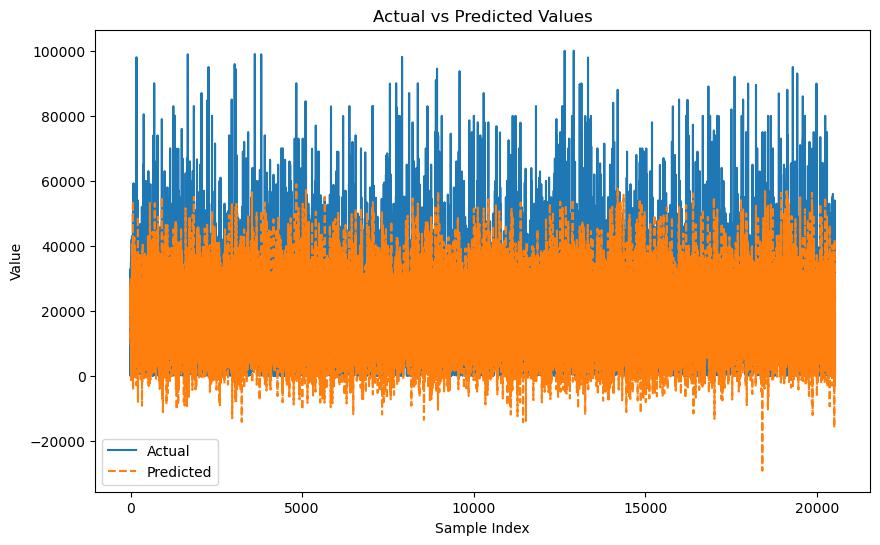 Actual vs Predicted Values
100000
80000
60000
40000
20000
0
−20000
Value
Actual
Predicted
0 5000 10000 15000 20000
Sample Index